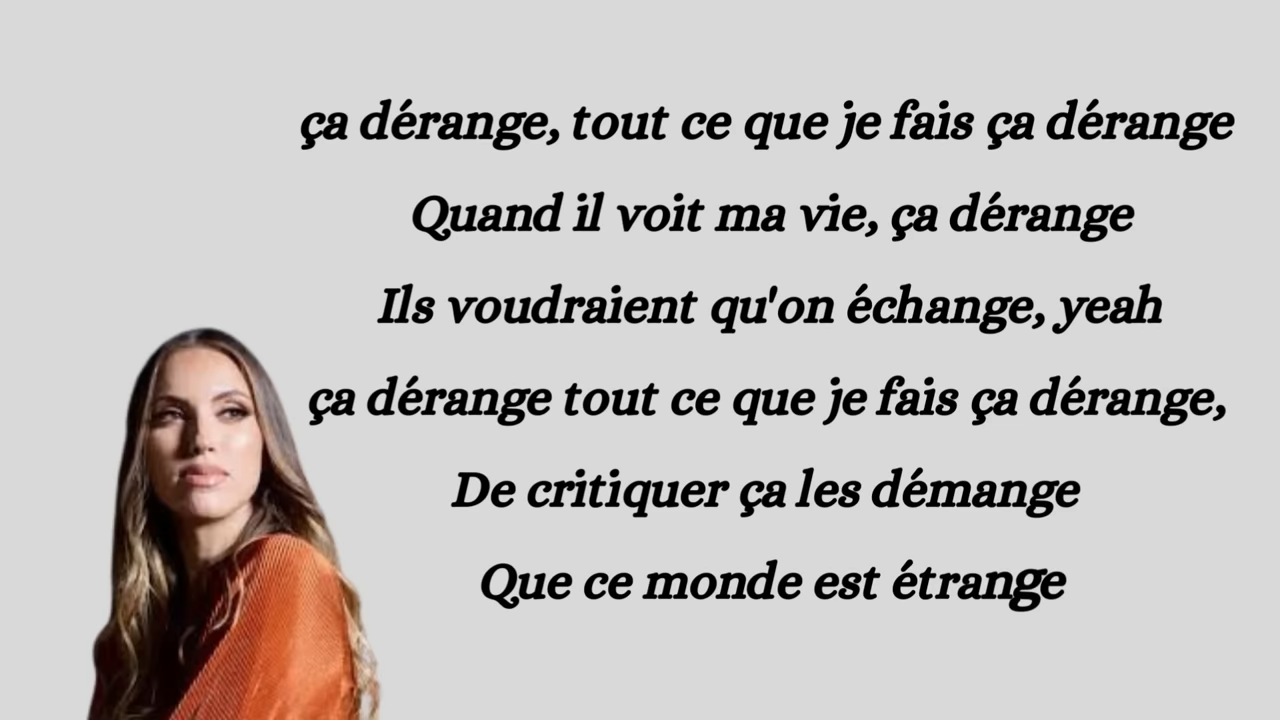 ça dérange, tout ce que je fais ça dérange
Quand il voit ma vie, ça dérange
Ils voudraient qu'on échange, yeah
ça dérange tout ce que je fais ça dérange,
De critiquer ça les démange
Que ce monde est étrange